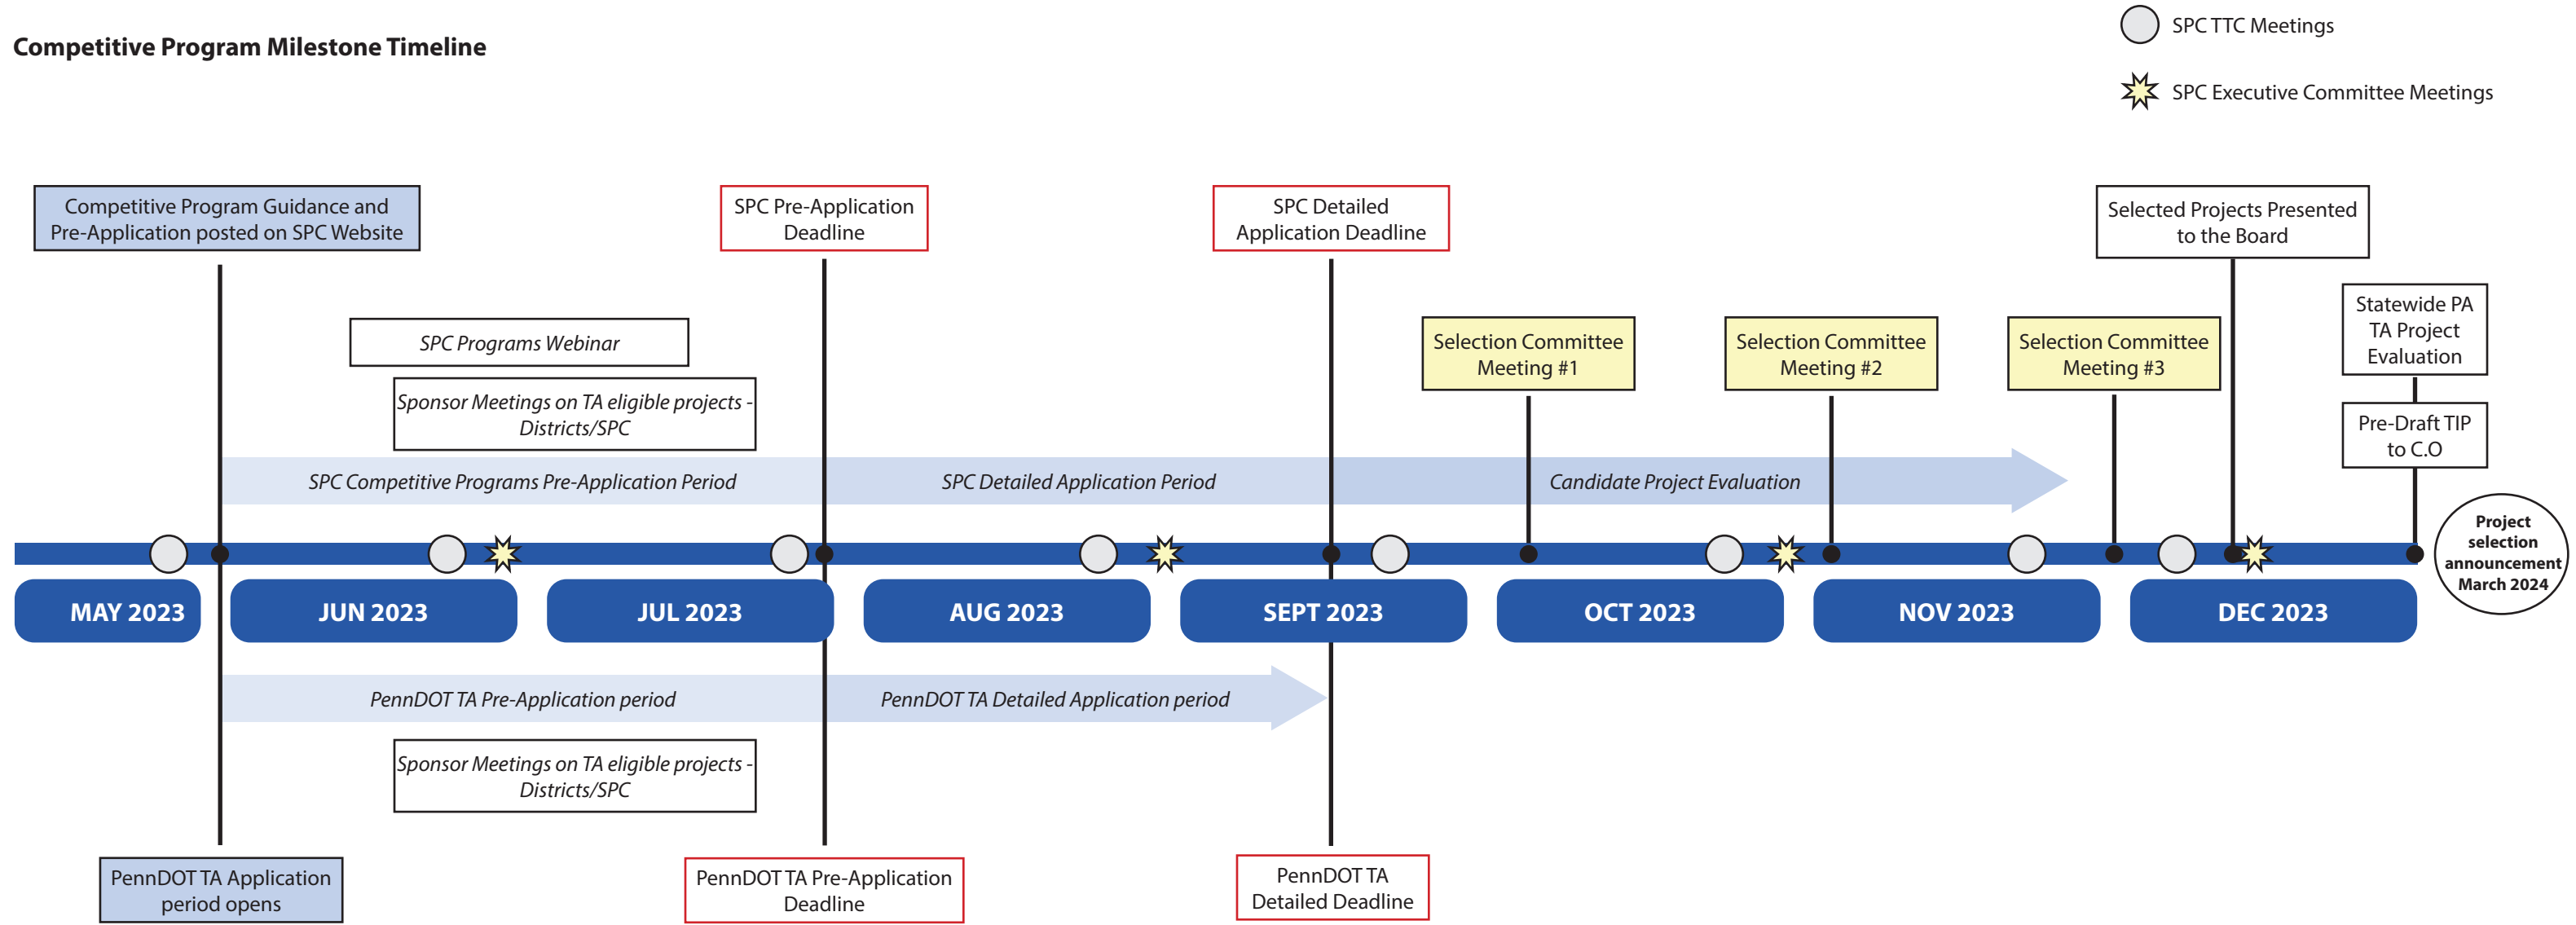 Competitive Program Milestone Timeline
SPC TTC Meetings
SPC Executive Committee Meetings
Competitive Program Guidance and
Pre-Application posted on SPC Website
SPC Pre-Application
Deadline
SPC Detailed
Application Deadline
Selected Projects Presented
to the Board
Statewide PA
TA Project
Evaluation
SPC Programs Webinar
Selection Committee
Meeting #1
Selection Committee
Meeting #2
Selection Committee
Meeting #3
Sponsor Meetings on TA eligible projects -
Districts/SPC
Pre-Draft TIP
to C.O
SPC Competitive Programs Pre-Application Period
SPC Detailed Application Period
Candidate Project Evaluation
Project
selection
announcement
March 2024
MAY 2023
JUN 2023
JUL 2023
AUG 2023
SEPT 2023
OCT 2023
NOV 2023
DEC 2023
PennDOT TA Pre-Application period
PennDOT TA Detailed Application period
Sponsor Meetings on TA eligible projects -
Districts/SPC
PennDOT TA Application
period opens
PennDOT TA Pre-Application
Deadline
PennDOT TA
Detailed Deadline